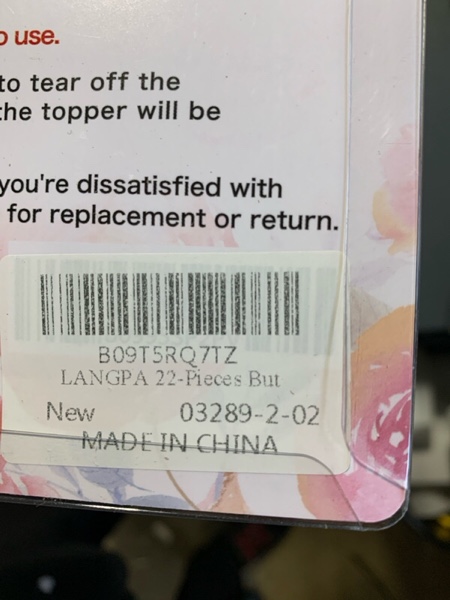 o use.
to tear off the
the topper will be
you're dissatisfied with
for replacement or return.
B09T5RQ7TZ
LANGPA 22-Pieces But
New 03289-2-02
MADE IN CHINA